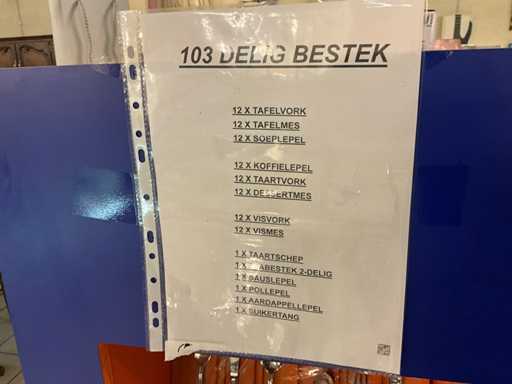 103 DELIG BESTEK
12 X TAFELVORK
12 X TAFELMES
12 X SOEPLEPEL
12 X KOFFIELEPEL
12 X TAARTVORK
12 X DESSERTMES
12 X VISVORK
12 X VISMES
1 X TAARTSCHEP
1 X 2-DELIG
1 X SAUSLEPEL
1 X POLLEPEL
1 X AARDAPPELLEPEL
1 X SUIKERTANG